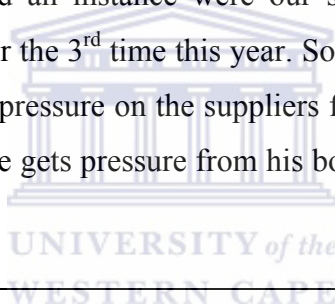 d an instance were our s
r the 3rd time this year. So
pressure on the suppliers f
e gets pressure from his bo
UNIVERSITY of the
WESTERN CAPE